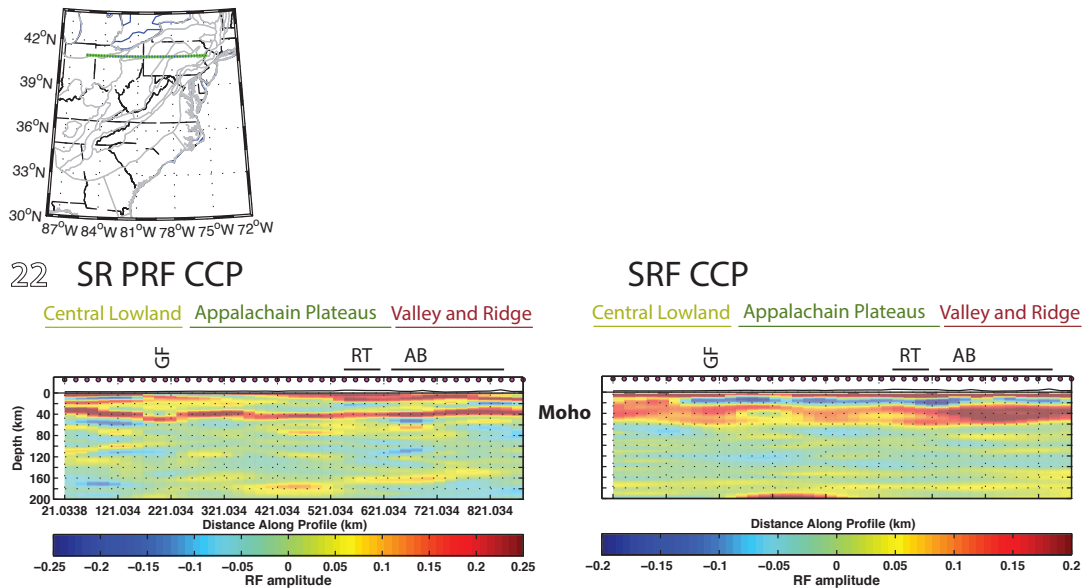 42°N
39°N
36°N
33°N
30°N
87°W 84°W 81°W 78°W 75°W 72°W
22 SR PRF CCP
SRF CCP
Central Lowland Appalachain Plateaus Valley and Ridge
Central Lowland Appalachain Plateaus Valley and Ridge
GF RT AB
GF RT AB
0
40
80
120
160
200
Depth (km)
Moho
21.0338 121.034 221.034 321.034 421.034 521.034 621.034 721.034 821.034
Distance Along Profile (km)
Distance Along Profile (km)
-0.25 -0.2 -0.15 -0.1 -0.05 0 0.05 0.1 0.15 0.2 0.25
RF amplitude
-0.2 -0.15 -0.1 -0.05 0 0.05 0.1 0.15 0.2
RF amplitude